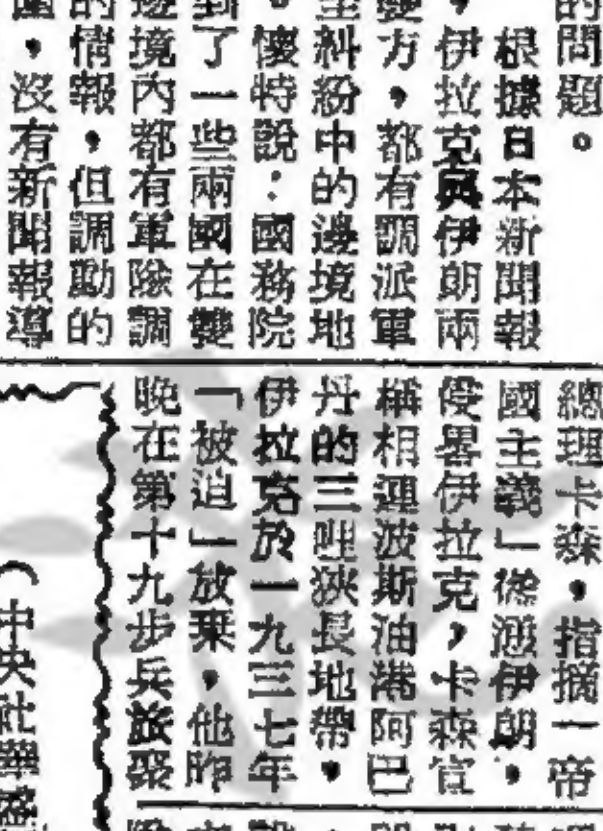 的問題。
根據日本新聞報
，伊拉克與伊朗兩
雙方，都有調派軍
至糾紛中的邊境地
。懷特說：國務院
到了一些兩國在雙
邊境內都有軍隊調
的情報，但調動的
圍，沒有新聞報導
總理卡森，指摘「帝
國主義」慫恿伊朗，
侵畧伊拉克，卡森宣
稱相連波斯油港阿巴
丹的三哩狹長地帶，
伊拉克於一九三七年
「被迫」放棄，他昨
晚在第十九步兵旅聚
（中央社華盛